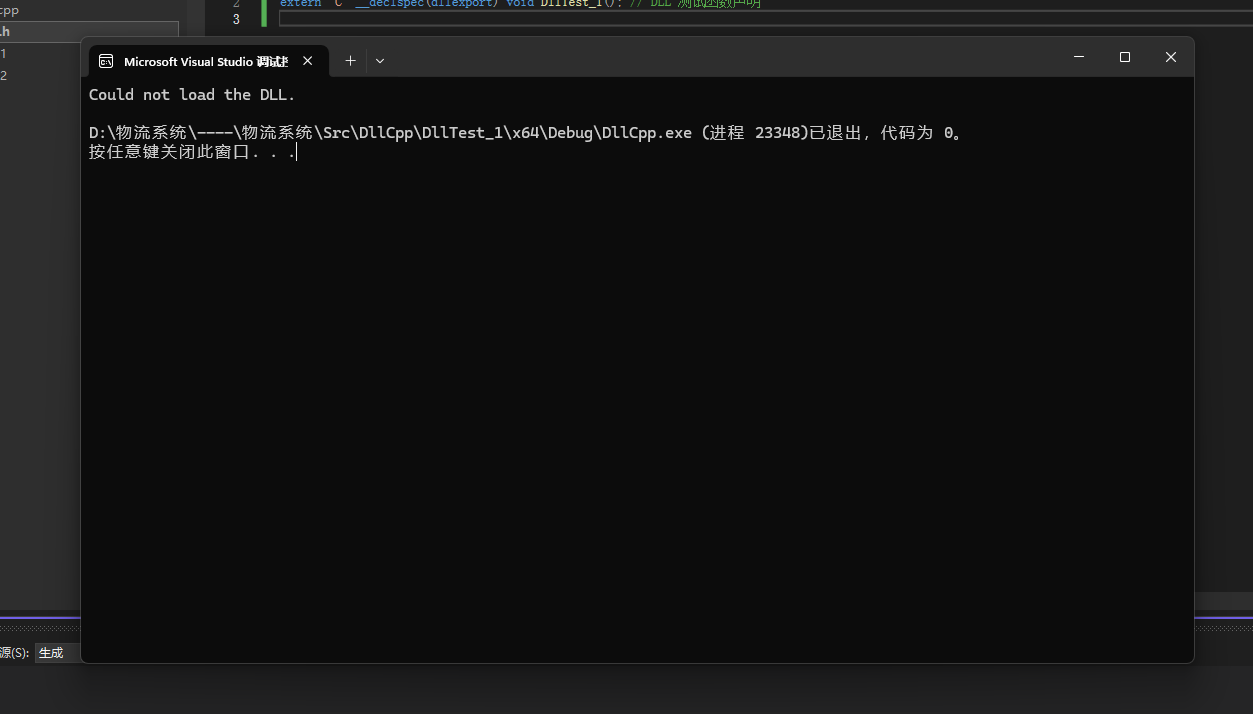 cpp
2 extern "C" __declspec(dllexport) void DllTest_1(); // DLL 测试函数声明
.h
3
1
2
Microsoft Visual Studio 调试
Could not load the DLL.
D:\物流系统\----\物流系统\Src\DllCpp\DllTest_1\x64\Debug\DllCpp.exe (进程 23348)已退出，代码为 0。
按任意键关闭此窗口. . .
源(S): 生成